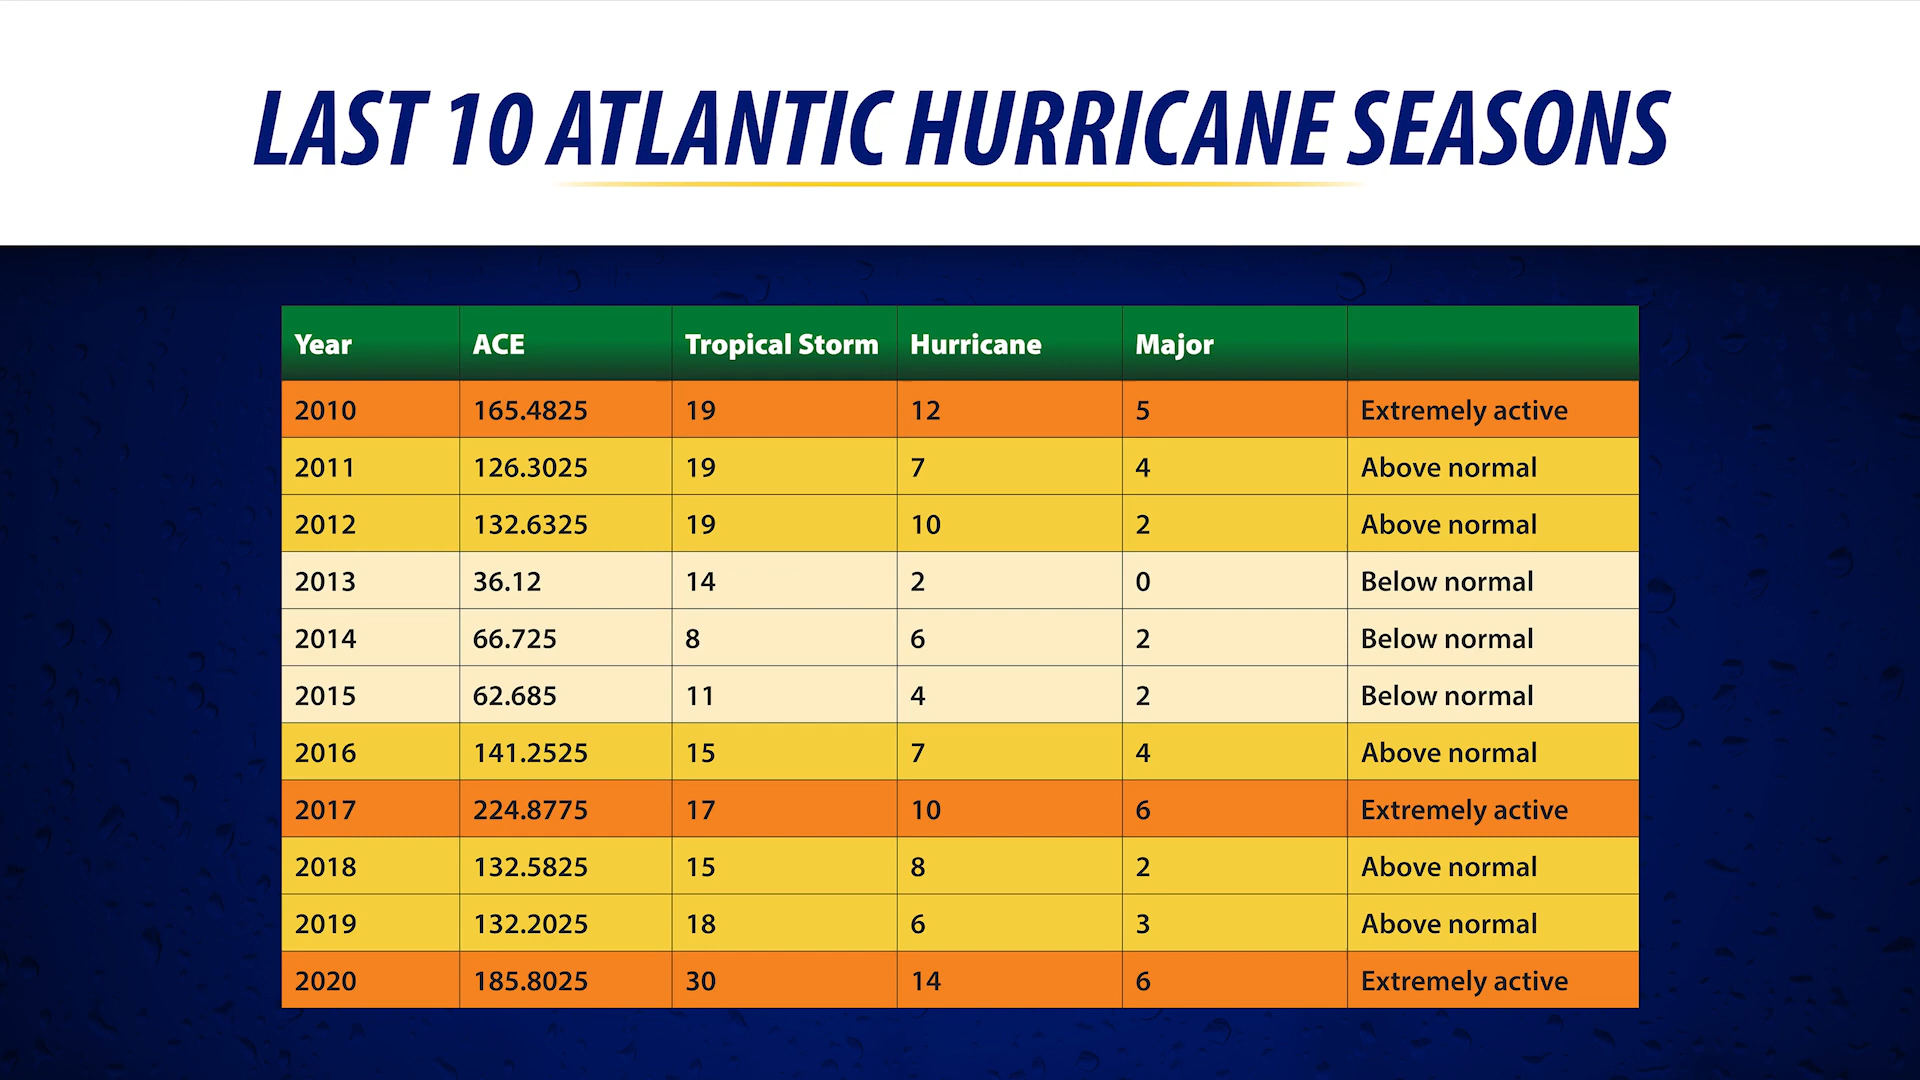 LAST 10 ATLANTIC HURRICANE SEASONS
Year ACE Tropical Storm Hurricane Major
2010 165.4825 19 12 5 Extremely active
2011 126.3025 19 7 4 Above normal
2012 132.6325 19 10 2 Above normal
2013 36.12 14 2 0 Below normal
2014 66.725 8 6 2 Below normal
2015 62.685 11 4 2 Below normal
2016 141.2525 15 7 4 Above normal
2017 224.8775 17 10 6 Extremely active
2018 132.5825 15 8 2 Above normal
2019 132.2025 18 6 3 Above normal
2020 185.8025 30 14 6 Extremely active